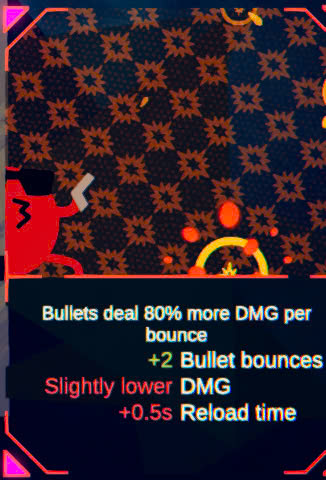 Bullets deal 80% more DMG per
bounce
+2 Bullet bounces
Slightly lower DMG
+0.5s Reload time